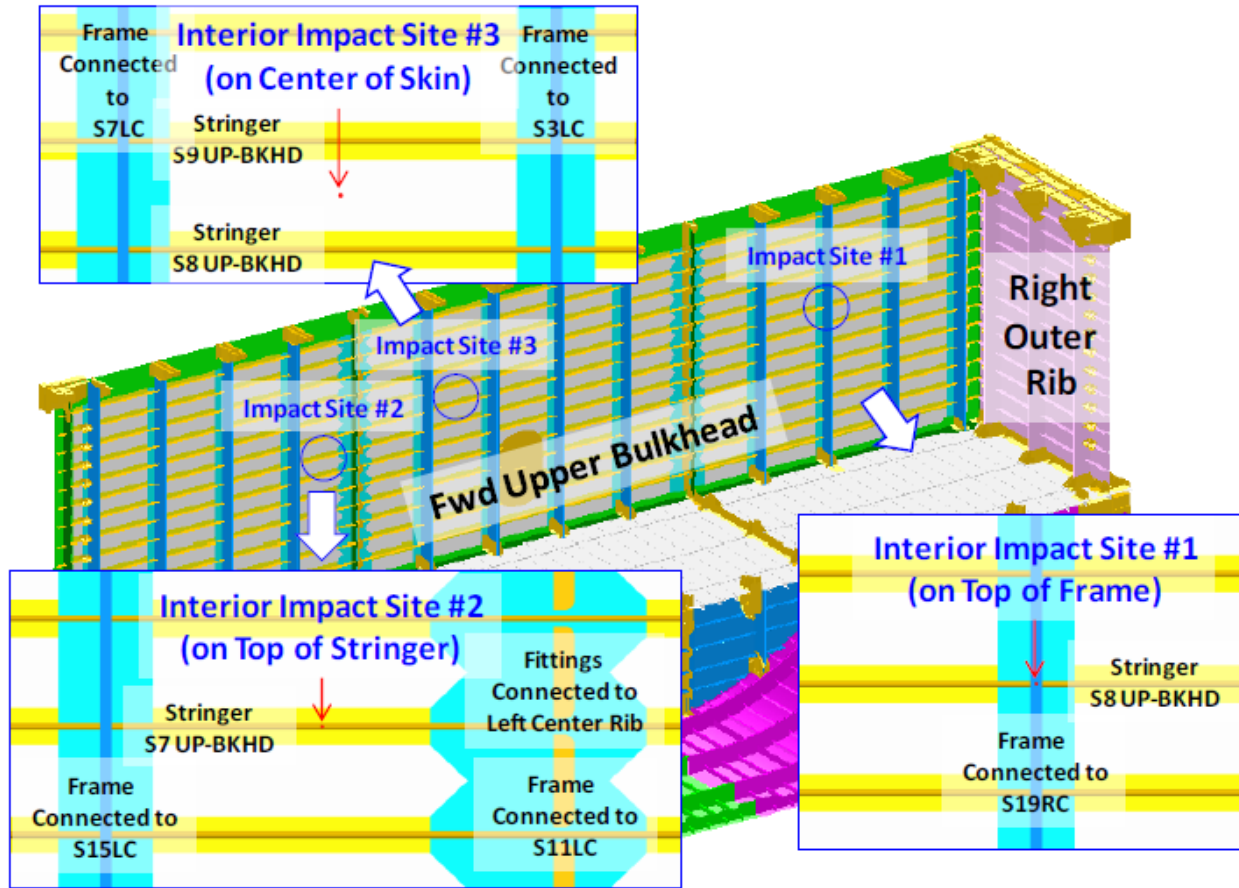 Frame
Connected
to
S7LC
Interior Impact Site #3
(on Center of Skin)
Frame
Connected
to
S3LC
Stringer
S9 UP-BKHD
Stringer
S8 UP-BKHD
Impact Site #1
Right
Outer
Rib
Impact Site #3
Impact Site #2
Fwd Upper Bulkhead
Interior Impact Site #2
(on Top of Stringer)
Fittings
Connected to
Left Center Rib
Stringer
S7 UP-BKHD
Frame
Connected to
S15LC
Frame
Connected to
S11LC
Interior Impact Site #1
(on Top of Frame)
Stringer
S8 UP-BKHD
Frame
Connected to
S19RC